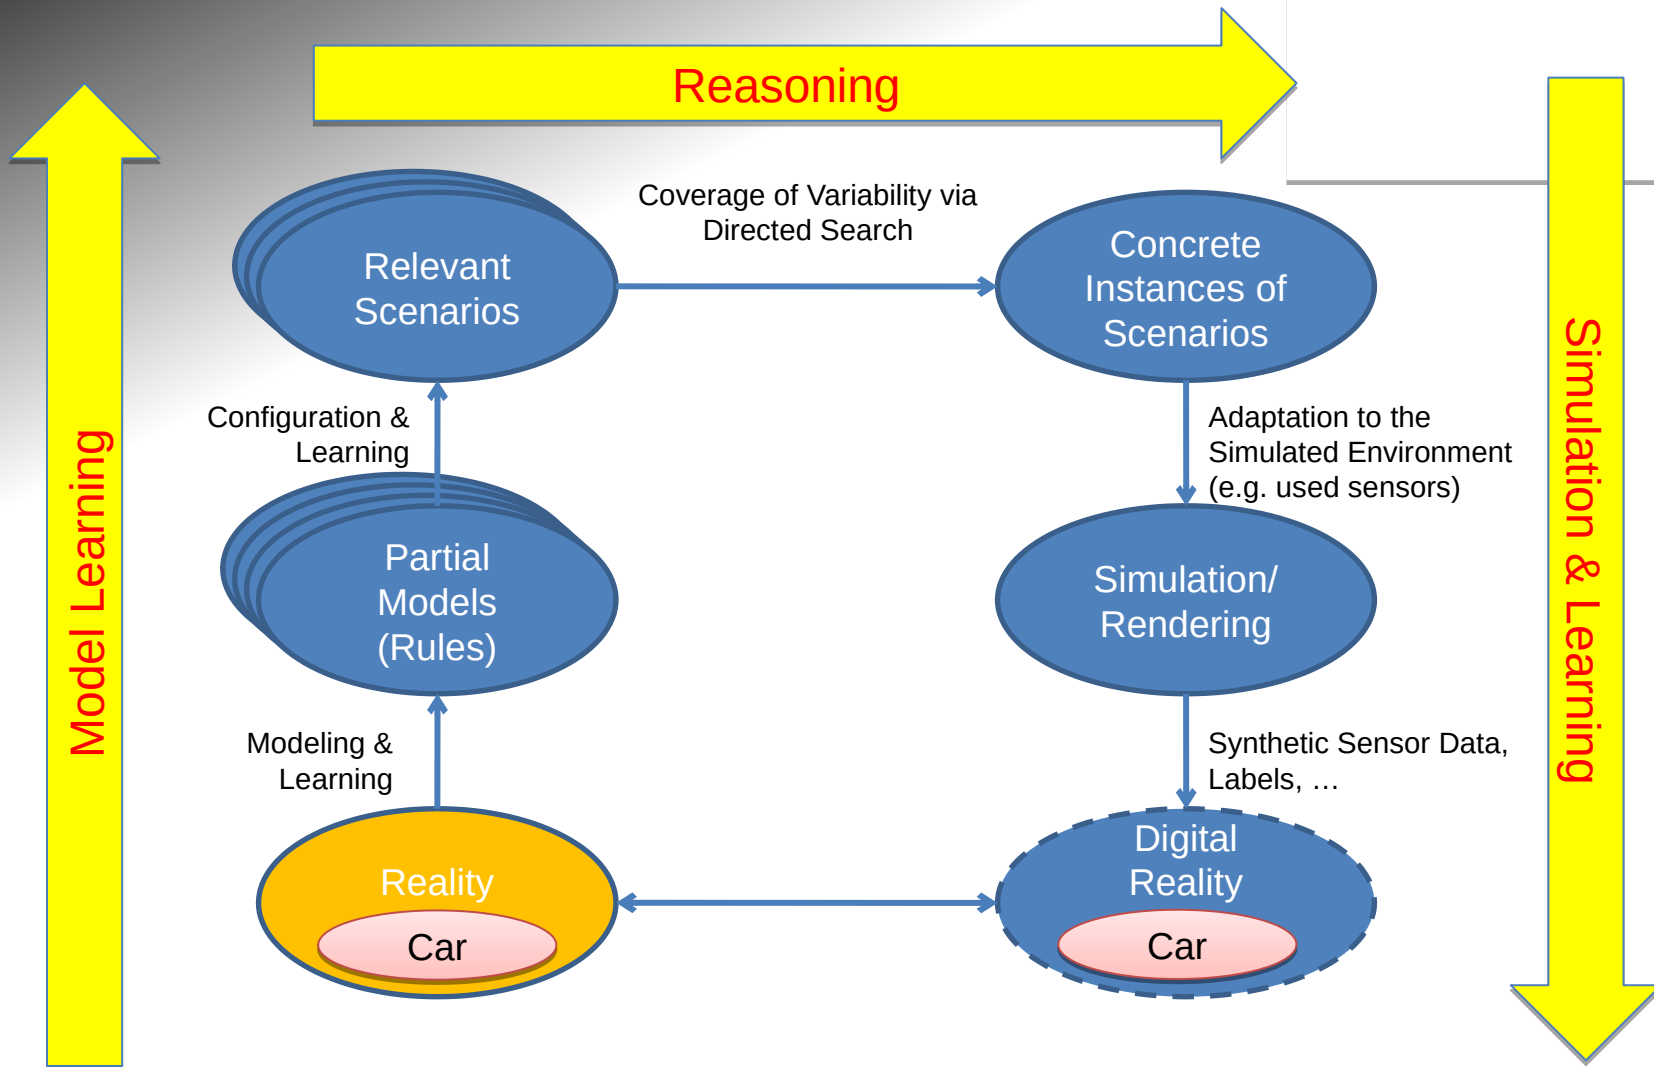 Reasoning
Coverage of Variability via
Directed Search
Relevant
Scenarios
Concrete
Instances of
Scenarios
Configuration &
Learning
Adaptation to the
Simulated Environment
(e.g. used sensors)
Model Learning
Simulation & Learning
Partial
Models
(Rules)
Simulation/
Rendering
Modeling &
Learning
Synthetic Sensor Data,
Labels, …
Reality
Car
Digital
Reality
Car